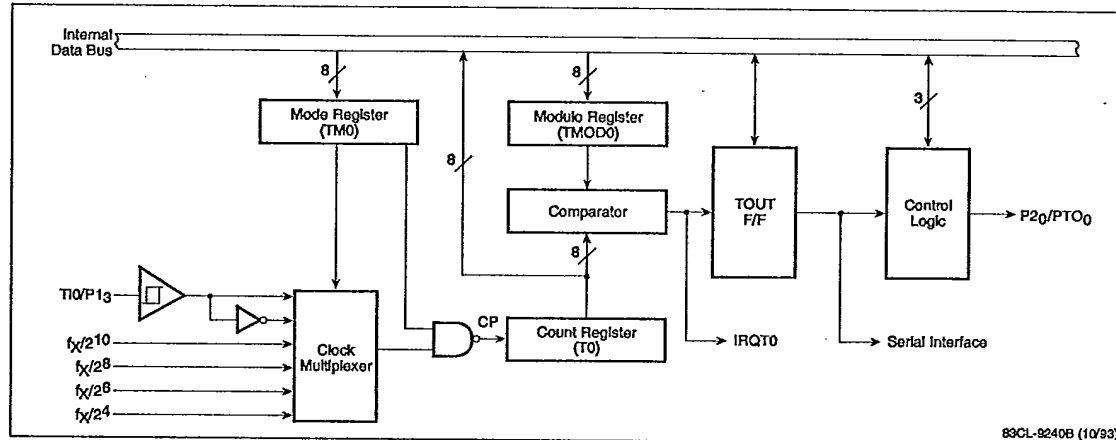 Internal
Data Bus
8
8
3
Mode Register
(TM0)
Modulo Register
(TMOD0)
8
Comparator
TOUT
F/F
Control
Logic
P20/PTO0
8
TI0/P13
Clock
Multiplexer
CP
Count Register
(T0)
IRQT0
Serial Interface
fX/2^10
fX/2^8
fX/2^6
fX/2^4
83CL-9240B (10/93)